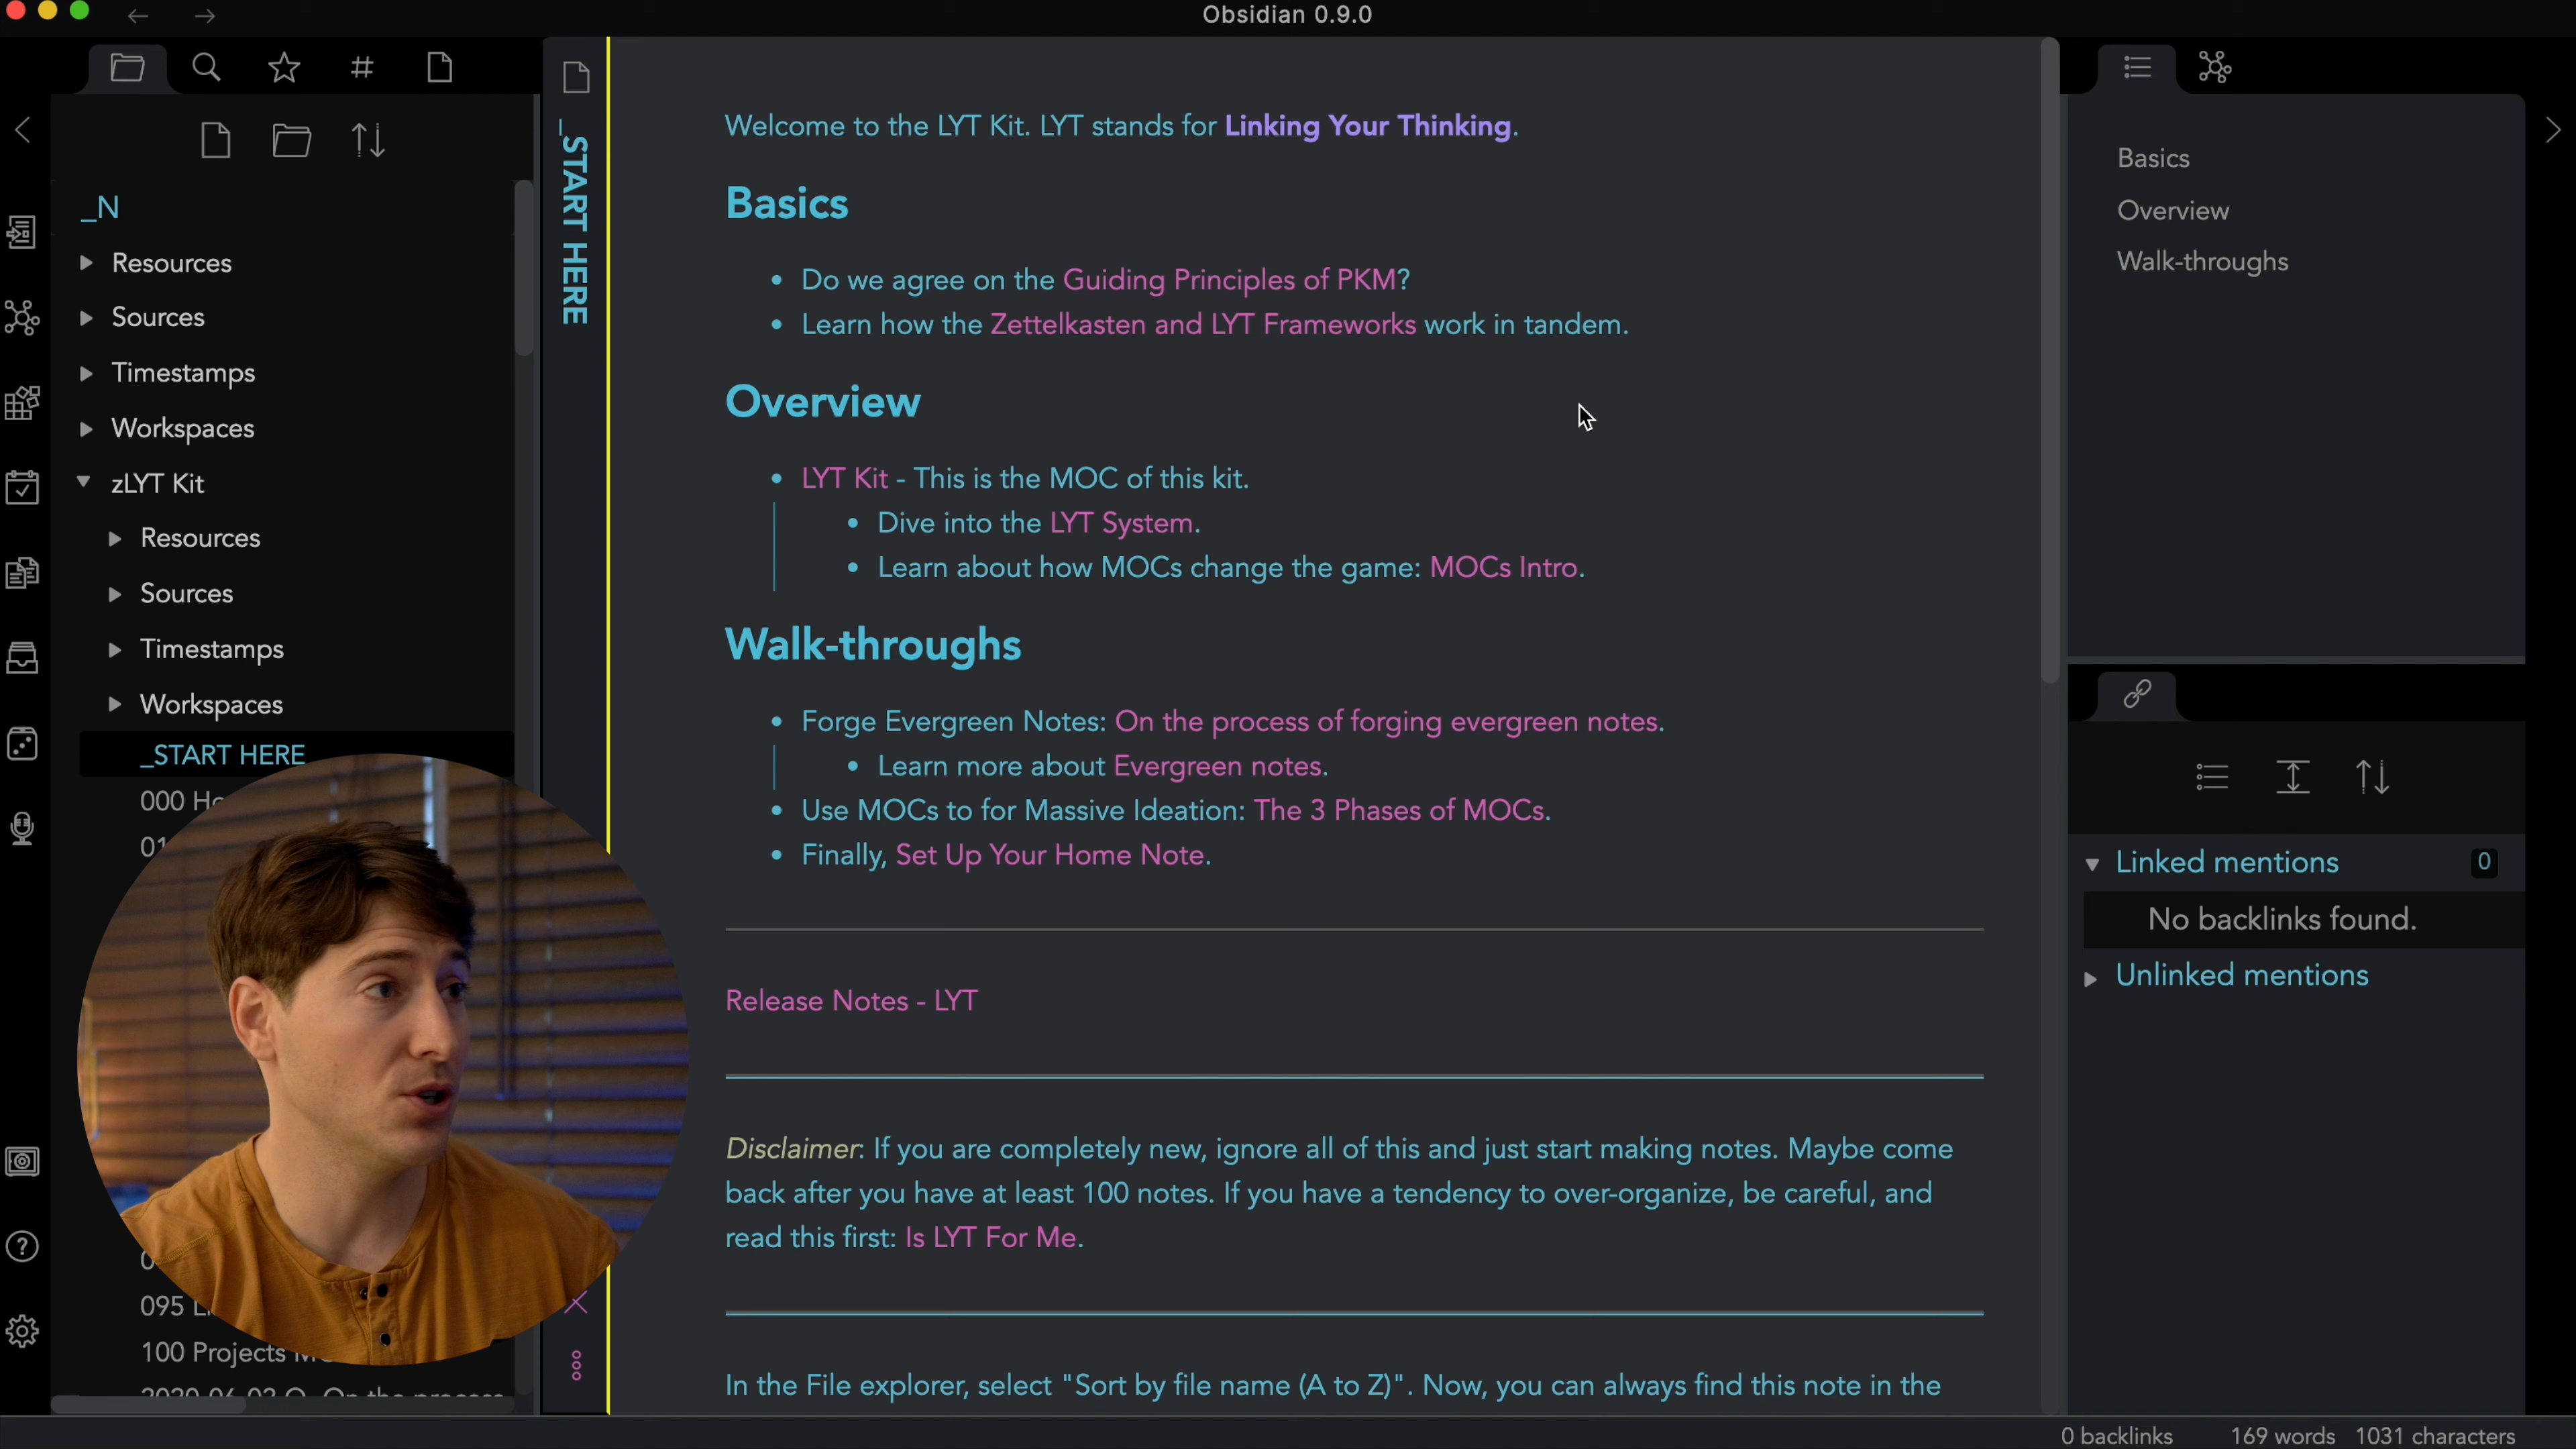 Obsidian 0.9.0
_N
Resources
Sources
Timestamps
Workspaces
zLYT Kit
Resources
Sources
Timestamps
Workspaces
_START HERE
000
095
100 Projects
_START HERE
Welcome to the LYT Kit. LYT stands for Linking Your Thinking.
Basics
• Do we agree on the Guiding Principles of PKM?
• Learn how the Zettelkasten and LYT Frameworks work in tandem.
Overview
• LYT Kit - This is the MOC of this kit.
• Dive into the LYT System.
• Learn about how MOCs change the game: MOCs Intro.
Walk-throughs
• Forge Evergreen Notes: On the process of forging evergreen notes.
• Learn more about Evergreen notes.
• Use MOCs to for Massive Ideation: The 3 Phases of MOCs.
• Finally, Set Up Your Home Note.
Release Notes - LYT
Disclaimer: If you are completely new, ignore all of this and just start making notes. Maybe come
back after you have at least 100 notes. If you have a tendency to over-organize, be careful, and
read this first: Is LYT For Me.
In the File explorer, select "Sort by file name (A to Z)". Now, you can always find this note in the
Basics
Overview
Walk-throughs
Linked mentions 0
No backlinks found.
Unlinked mentions
0 backlinks 169 words 1031 characters